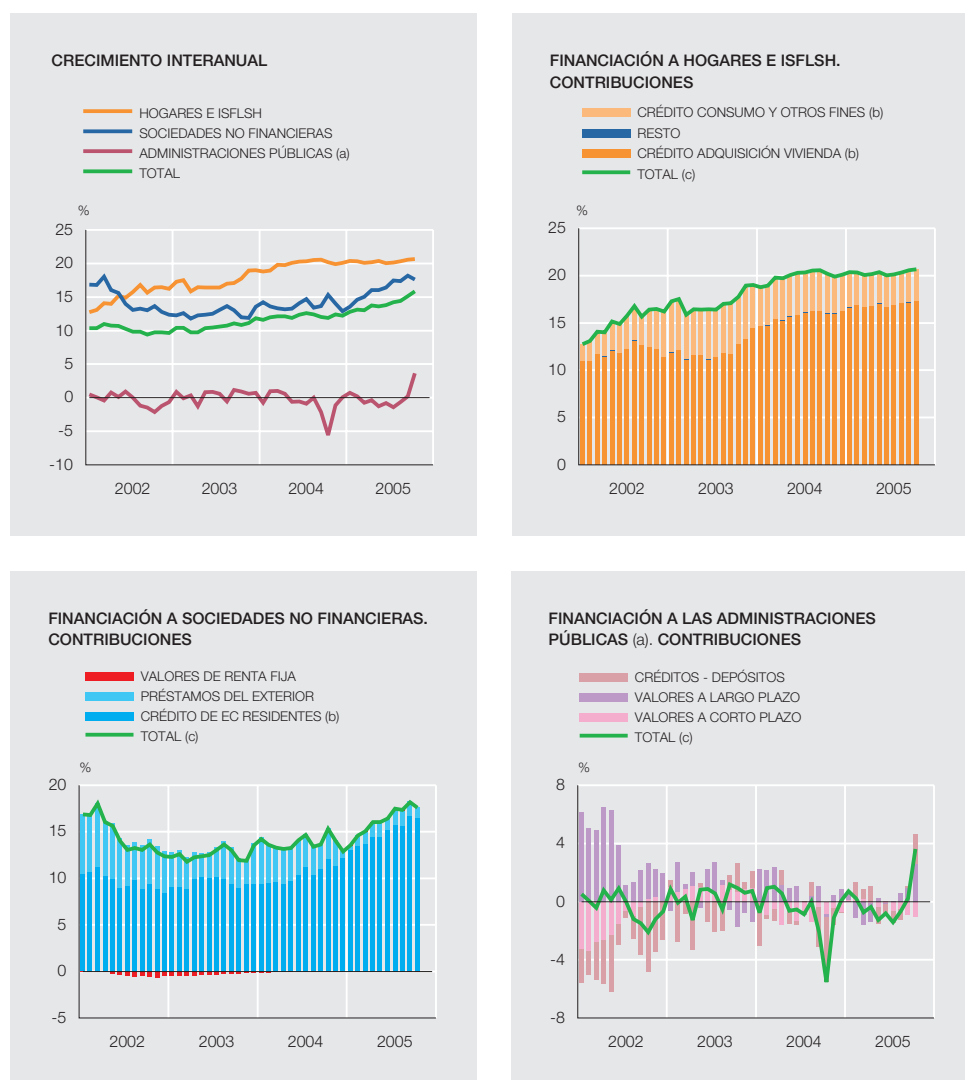 CRECIMIENTO INTERANUAL
HOGARES E ISFLSH
SOCIEDADES NO FINANCIERAS
ADMINISTRACIONES PÚBLICAS (a)
TOTAL
%
25
20
15
10
5
0
-5
-10
2002 2003 2004 2005
FINANCIACIÓN A HOGARES E ISFLSH.
CONTRIBUCIONES
CRÉDITO CONSUMO Y OTROS FINES (b)
RESTO
CRÉDITO ADQUISICIÓN VIVIENDA (b)
TOTAL (c)
%
25
20
15
10
5
0
2002 2003 2004 2005
FINANCIACIÓN A SOCIEDADES NO FINANCIERAS.
CONTRIBUCIONES
VALORES DE RENTA FIJA
PRÉSTAMOS DEL EXTERIOR
CRÉDITO DE EC RESIDENTES (b)
TOTAL (c)
%
20
15
10
5
0
-5
2002 2003 2004 2005
FINANCIACIÓN A LAS ADMINISTRACIONES
PÚBLICAS (a). CONTRIBUCIONES
CRÉDITOS - DEPÓSITOS
VALORES A LARGO PLAZO
VALORES A CORTO PLAZO
TOTAL (c)
%
8
4
0
-4
-8
2002 2003 2004 2005